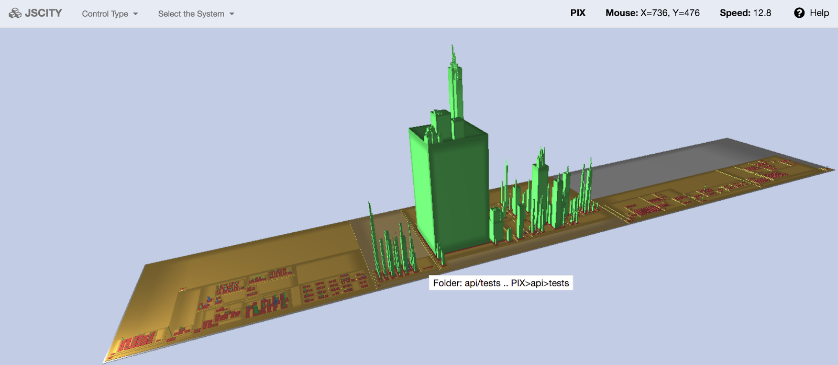 JSCITY Control Type Select the System PIX Mouse: X=736, Y=476 Speed: 12.8 ? Help
Folder: api/tests .. PIX>api>tests